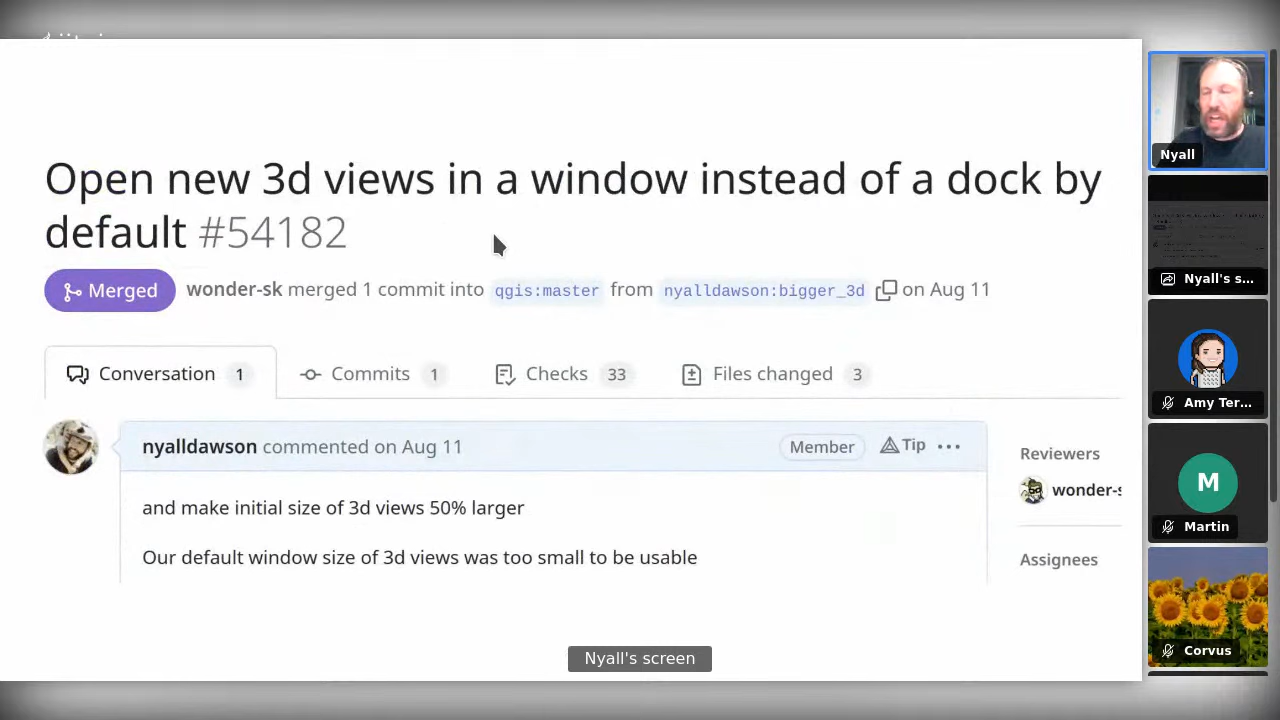 Open new 3d views in a window instead of a dock by
default #54182
Merged wonder-sk merged 1 commit into qgis:master from nyalldawson:bigger_3d on Aug 11
Conversation 1 Commits 1 Checks 33 Files changed 3
nyalldawson commented on Aug 11 Member Tip ...
and make initial size of 3d views 50% larger
Our default window size of 3d views was too small to be usable
Reviewers
wonder-s
Assignees
Nyall's screen
Nyall
Nyall's s...
Amy Ter...
M
Martin
Corvus